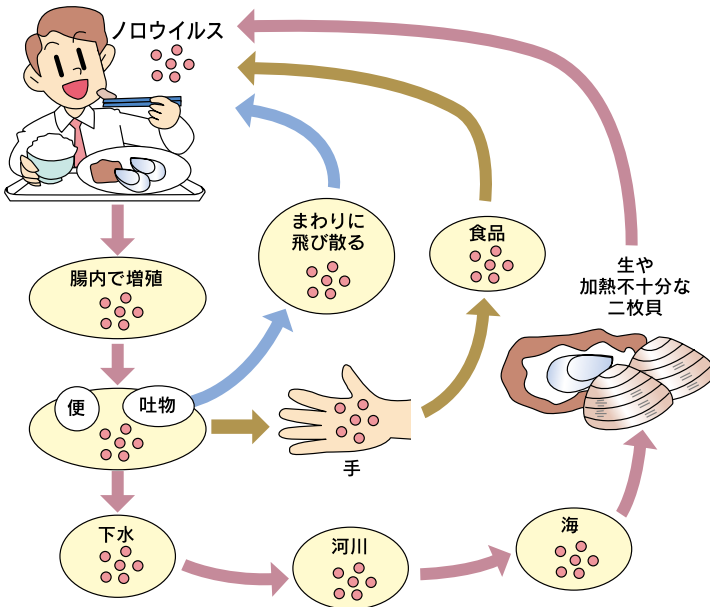 ノロウイルス
まわりに
飛び散る
食品
生や
加熱不十分な
二枚貝
腸内で増殖
便
吐物
手
下水
河川
海